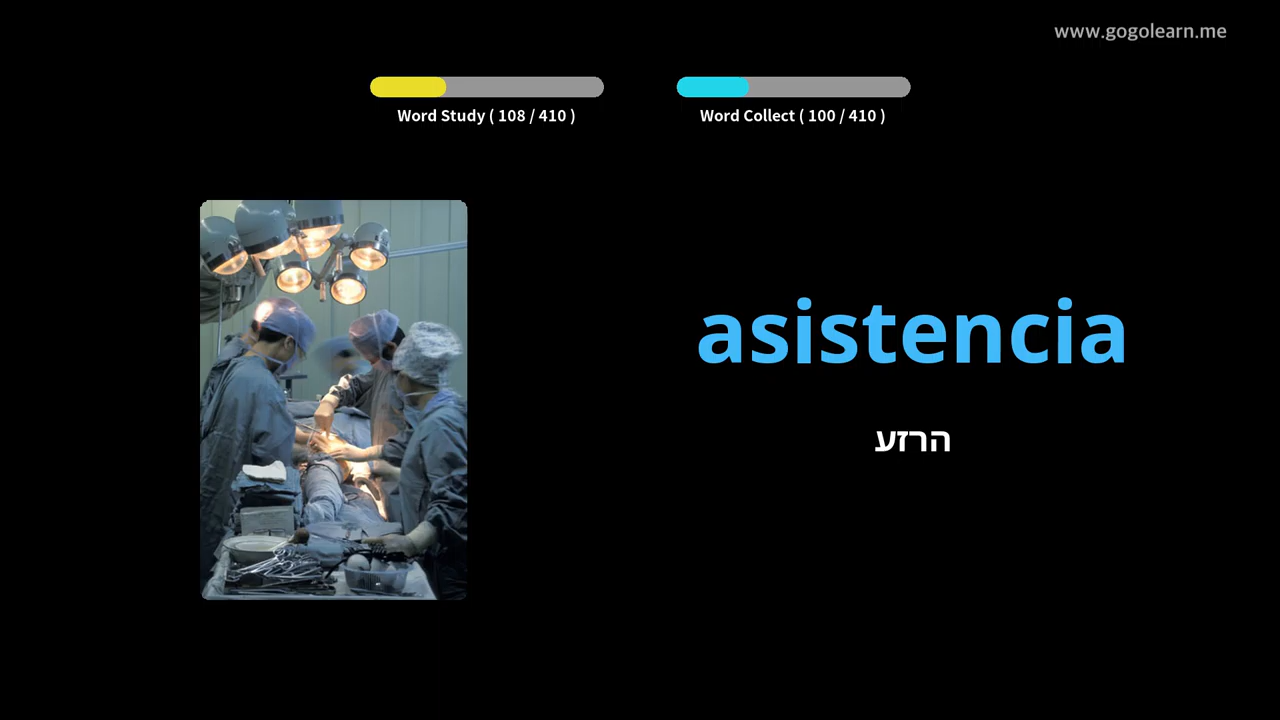 www.gogolearn.me
Word Study ( 108 / 410 )
Word Collect ( 100 / 410 )
asistencia
הרזע